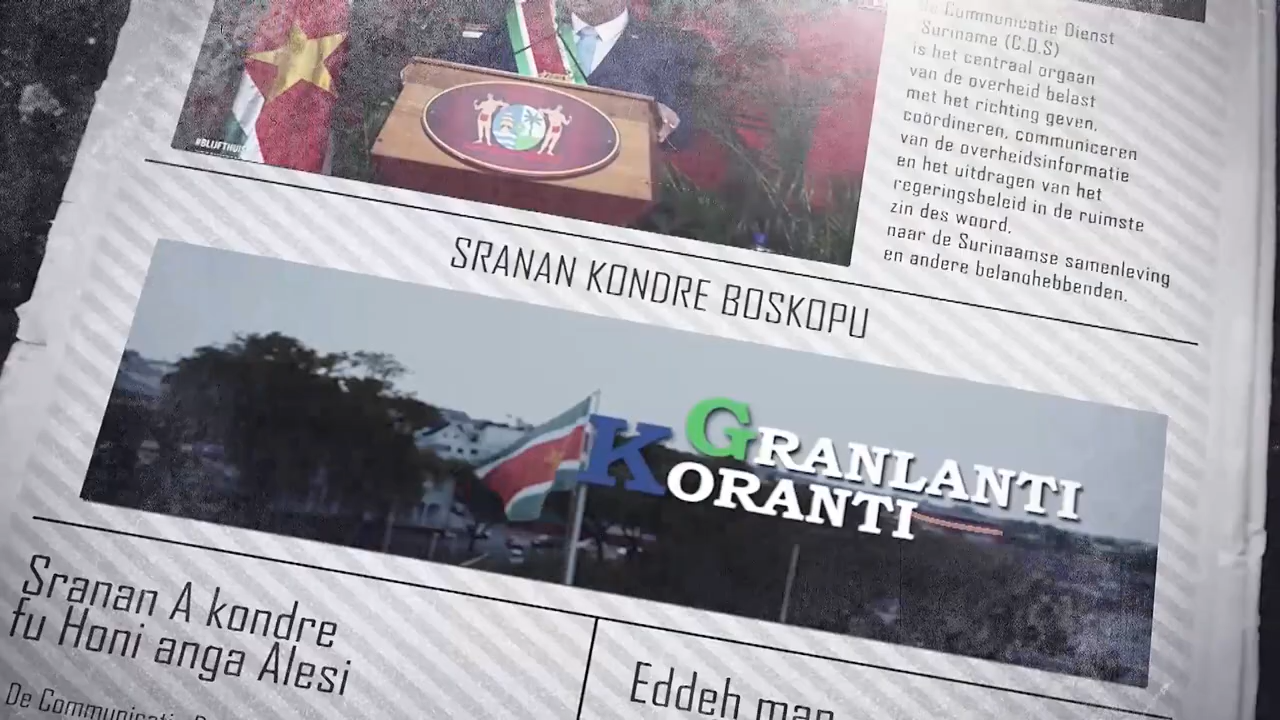 #BLIJFTHUIS
de Communicatie Dienst
Suriname (C.D.S)
is het centraal orgaan
van de overheid belast
met het richting geven,
coördineren, communiceren
van de overheidsinformatie
en het uitdragen van het
regeringsbeleid in de ruimste
zin des woord.
naar de Surinaamse samenleving
en andere belanghebbenden.
SRANAN KONDRE BOSKOPU
GRANLANTI
KORANTI
Sranan A kondre
fu Honi anga Alesi
De
Eddeh man